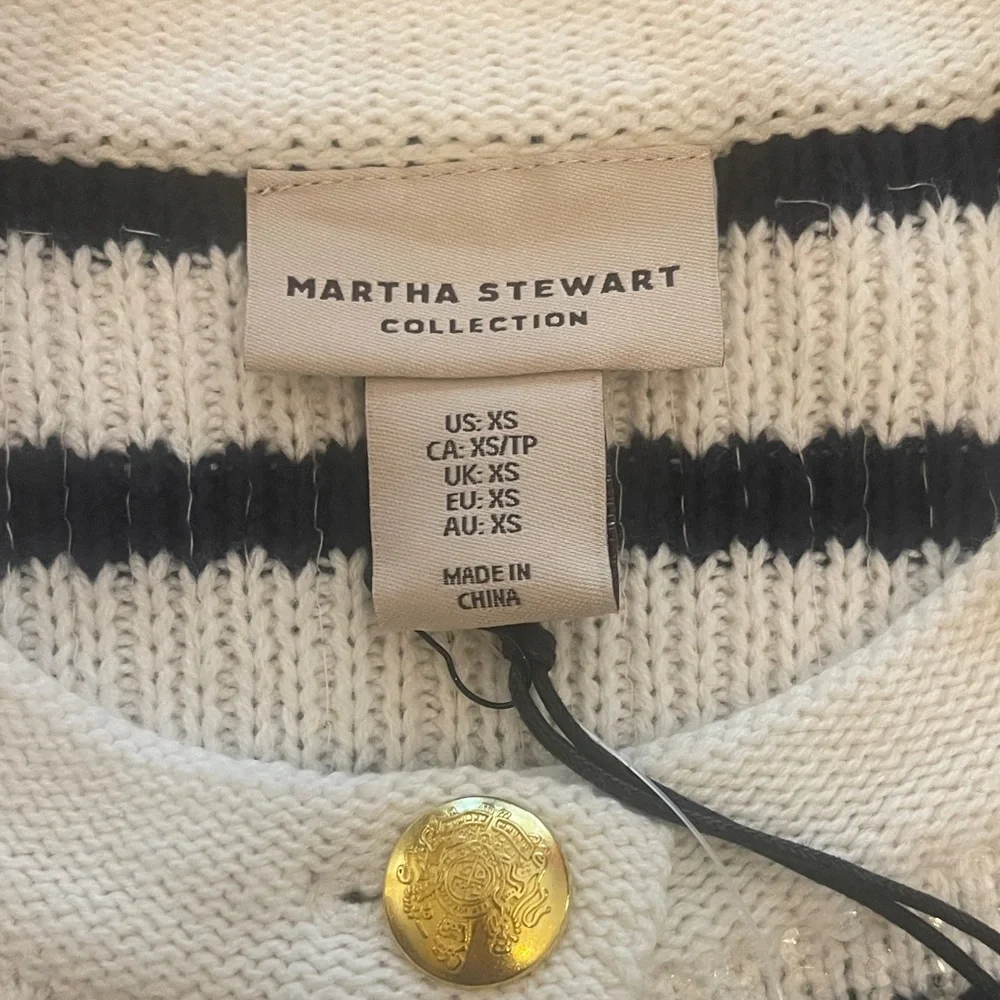 MARTHA STEWART
COLLECTION
US: XS
CA: XS/TP
UK: XS
EU: XS
AU: XS
MADE IN
CHINA